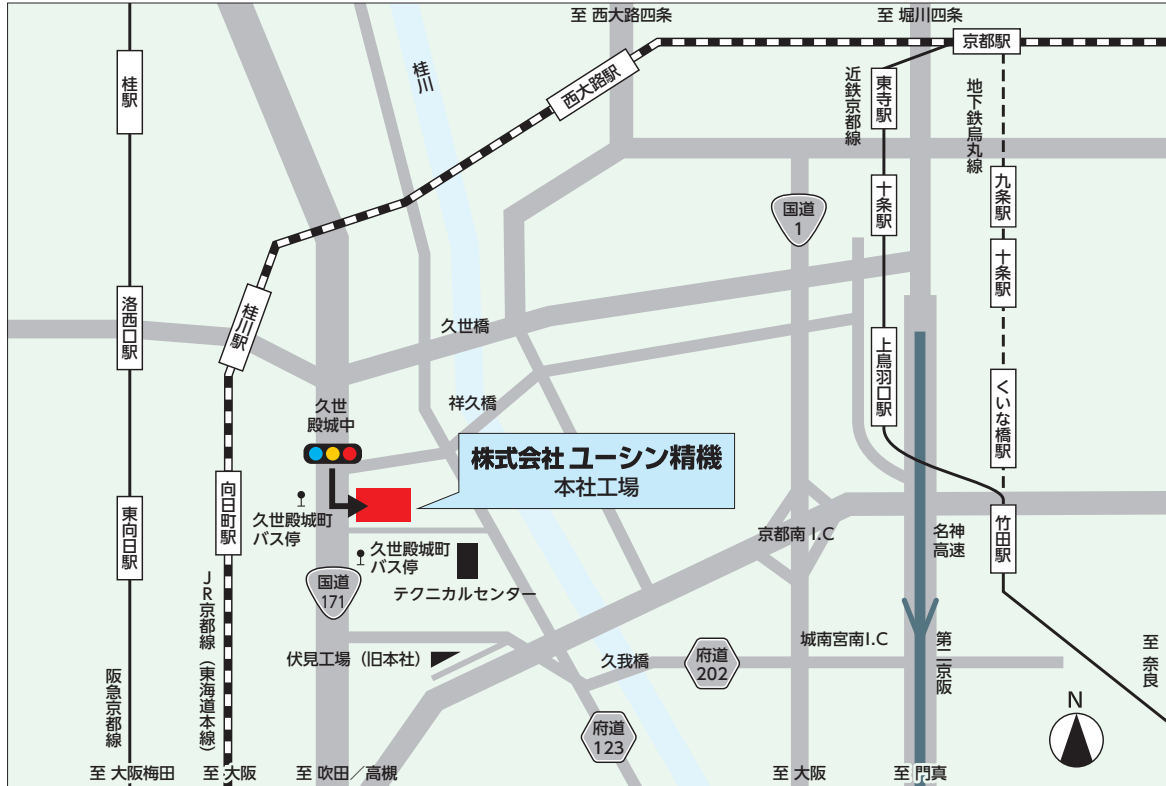 至 西大路四条
至 堀川四条
京都駅
桂駅
桂川
西大路駅
東寺駅
近鉄京都線
地下鉄烏丸線
九条駅
十条駅
国道
1
十条駅
洛西口駅
桂川駅
久世橋
上鳥羽口駅
くいな橋駅
久世
殿城中
祥久橋
株式会社 ユーシン精機
本社工場
向日町駅
東向日駅
久世殿城町
バス停
久世殿城町
バス停
テクニカルセンター
京都南 I.C
名神
高速
竹田駅
国道
171
JR京都線(東海道本線)
阪急京都線
伏見工場(旧本社)
久我橋
府道
202
城南宮南I.C
第二京阪
至 奈良
府道
123
N
至 大阪梅田
至 大阪
至 吹田/高槻
至 大阪
至 門真